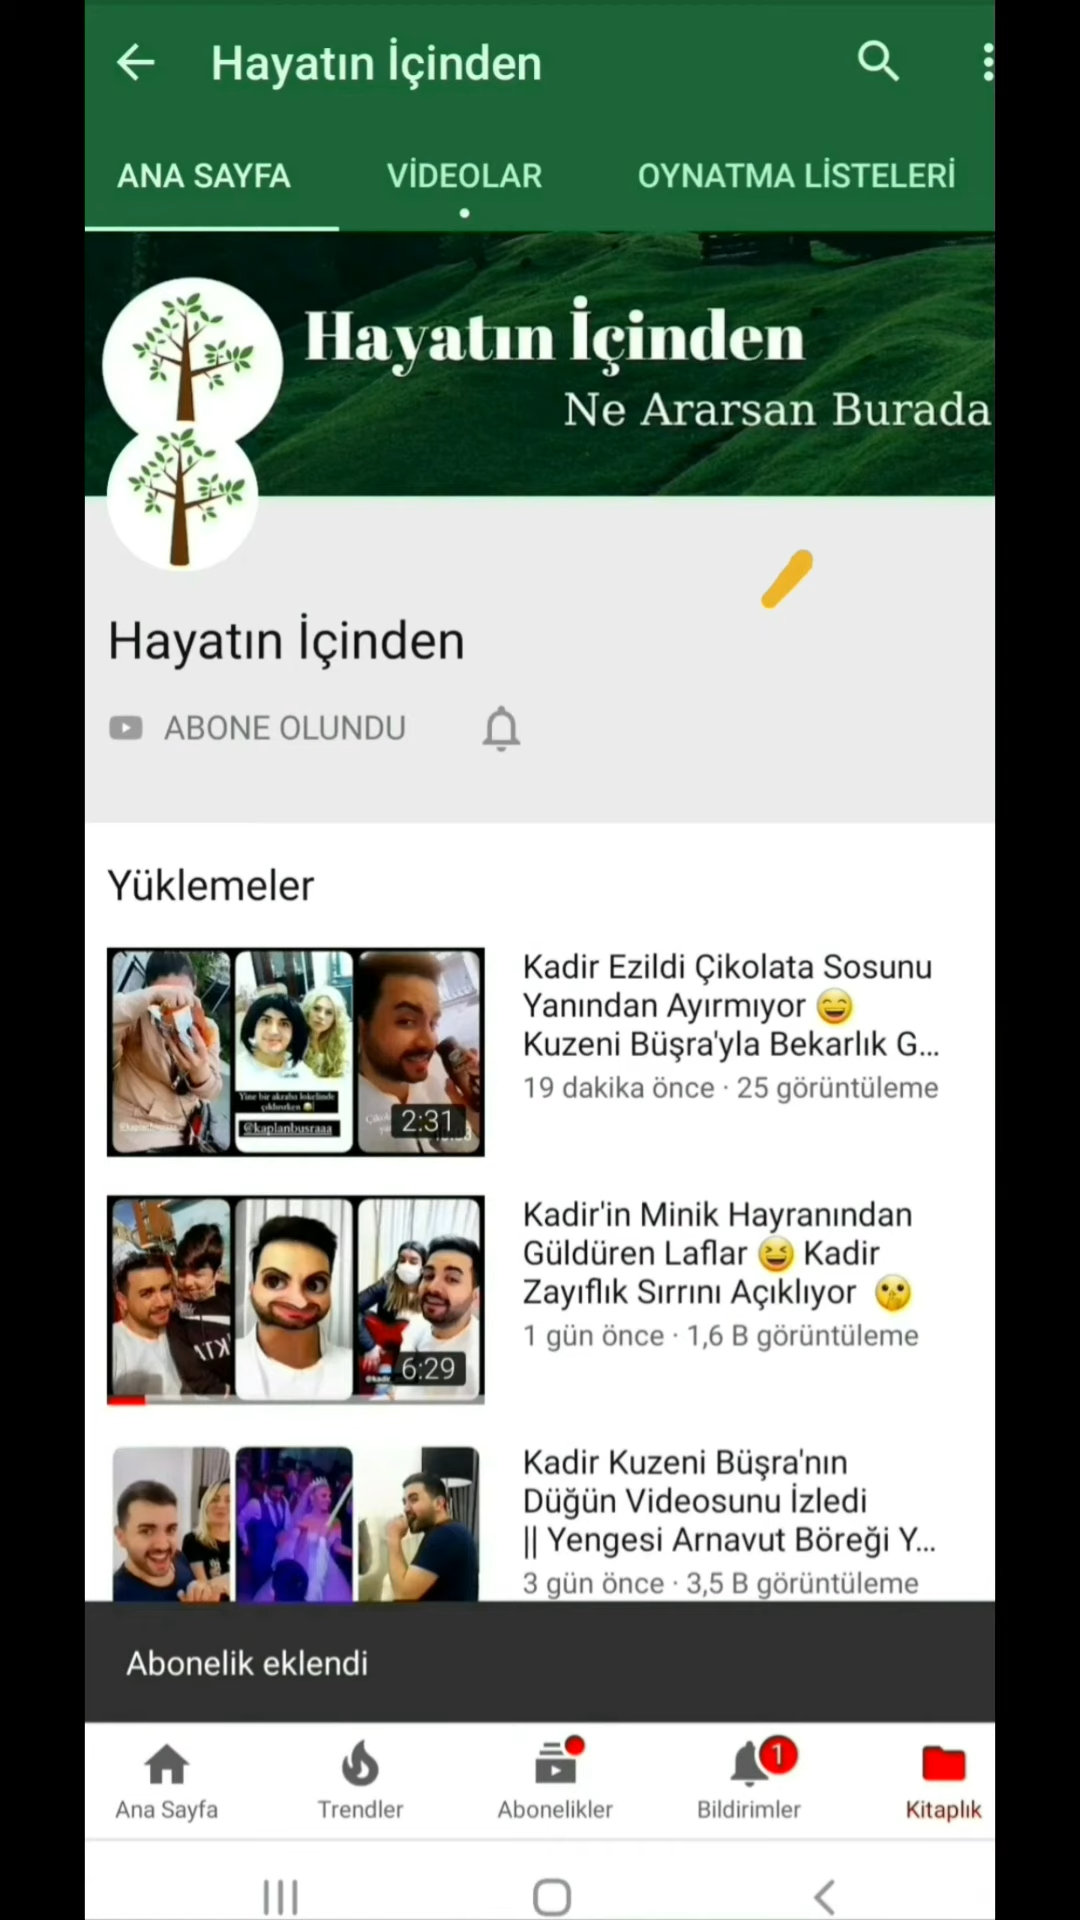 Hayatın İçinden
ANA SAYFA
VİDEOLAR
OYNATMA LİSTELERİ
Hayatın İçinden
Ne Ararsan Burada
Hayatın İçinden
ABONE OLUNDU
Yüklemeler
Kadir Ezildi Çikolata Sosunu
Yanından Ayırmıyor 😄
Kuzeni Büşra'yla Bekarlık G...
19 dakika önce · 25 görüntüleme
Yine bir akraba
@kaplanbusraaa
2:31
Kadir'in Minik Hayranından
Güldüren Laflar 😆 Kadir
Zayıflık Sırrını Açıklıyor 🤫
1 gün önce · 1,6 B görüntüleme
6:29
Kadir Kuzeni Büşra'nın
Düğün Videosunu İzledi
|| Yengesi Arnavut Böreği Y...
3 gün önce · 3,5 B görüntüleme
Abonelik eklendi
1
Ana Sayfa
Trendler
Abonelikler
Bildirimler
Kitaplık